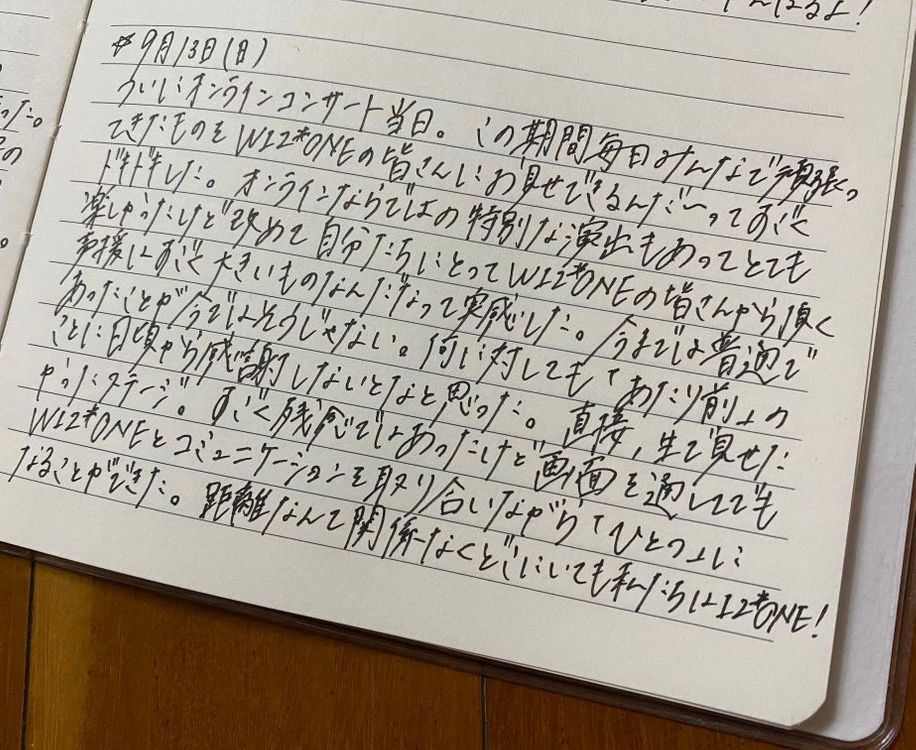 んばるよ!
☆9月13日(日)
ついにオンラインコンサート当日。この期間毎日みんなで頑張っ
てきたものをWIZ*ONEの皆さんにお見せできるんだ〜ってすごく
ドキドキした。オンラインならではの特別な演出もあってとても
楽しかったけど改めて自分たちにとってWIZ*ONEの皆さんから頂く
声援はすごく大きいものなんだなって実感した。今までは普通で
あったことが今ではそうじゃない。何に対しても「あたり前」の
ことに日頃から感謝しないとなと思った。直接、生で見せた
かったステージ。すごく残念ではあったけど画面を通してでも
WIZ*ONEとコミュニケーションを取り合いながら「ひとつ」に
なることができた。距離なんて関係なくどこにいても私たちはIZ*ONE!